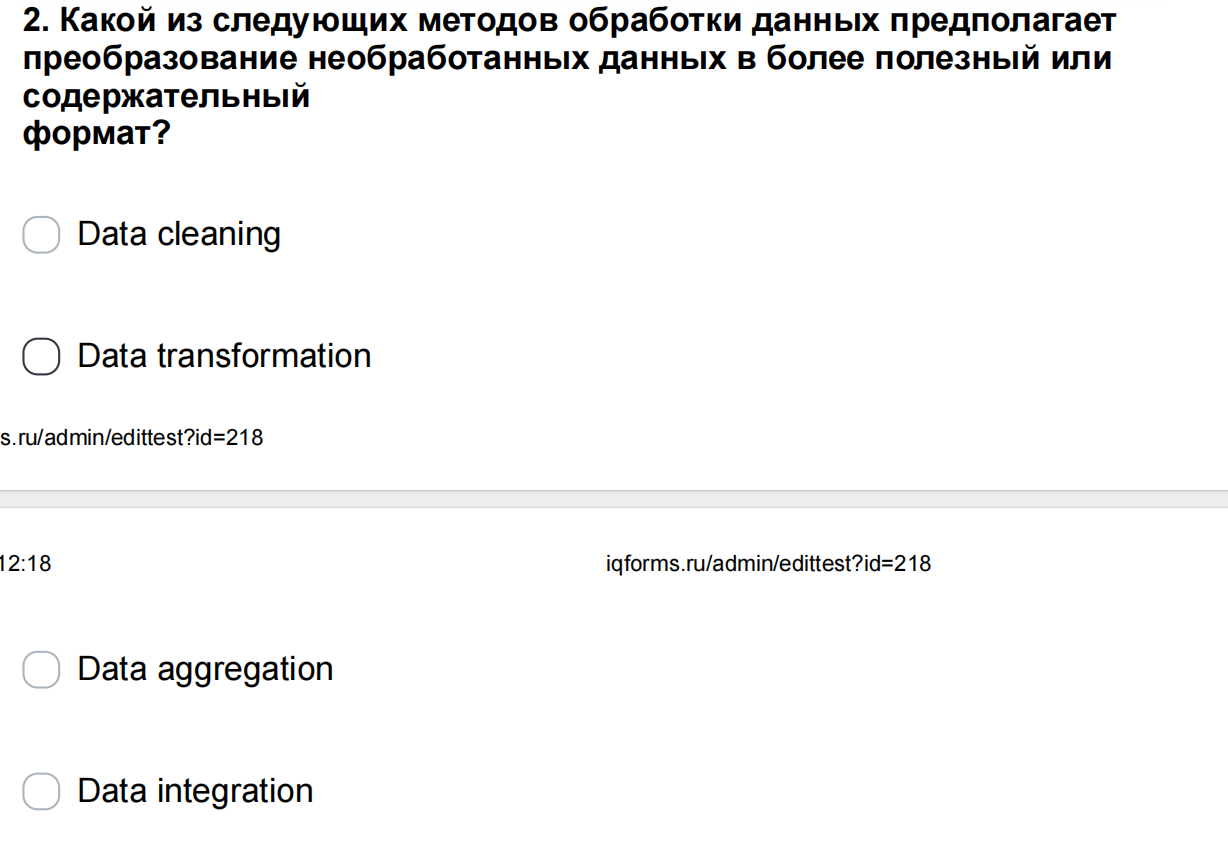 2. Какой из следующих методов обработки данных предполагает
преобразование необработанных данных в более полезный или
содержательный
формат?
Data cleaning
Data transformation
s.ru/admin/edittest?id=218
12:18
iqforms.ru/admin/edittest?id=218
Data aggregation
Data integration